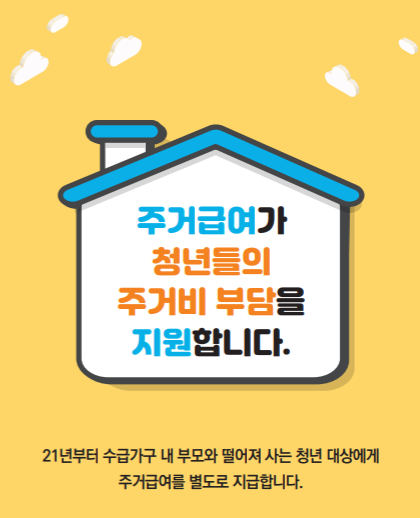 주거급여가
청년들의
주거비 부담을
지원합니다.
21년부터 수급가구 내 부모와 떨어져 사는 청년 대상에게
주거급여를 별도로 지급합니다.